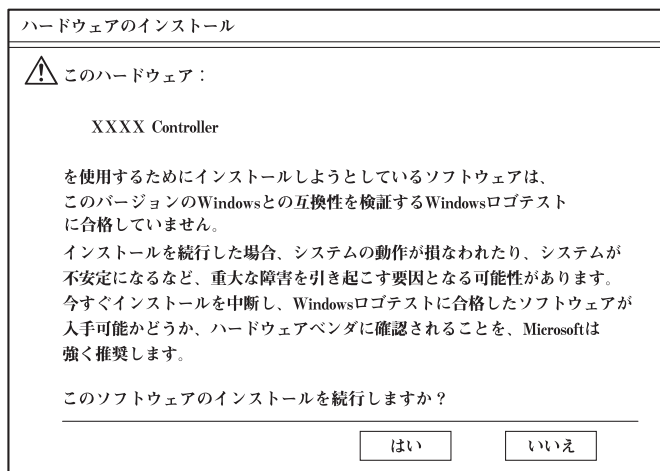 ハードウェアのインストール
このハードウェア：
XXXX Controller
を使用するためにインストールしようとしているソフトウェアは、
このバージョンのWindowsとの互換性を検証するWindowsロゴテスト
に合格していません。
インストールを続行した場合、システムの動作が損なわれたり、システムが
不安定になるなど、重大な障害を引き起こす要因となる可能性があります。
今すぐインストールを中断し、Windowsロゴテストに合格したソフトウェアが
入手可能かどうか、ハードウェアベンダに確認されることを、Microsoftは
強く推奨します。
このソフトウェアのインストールを続行しますか？
はい
いいえ